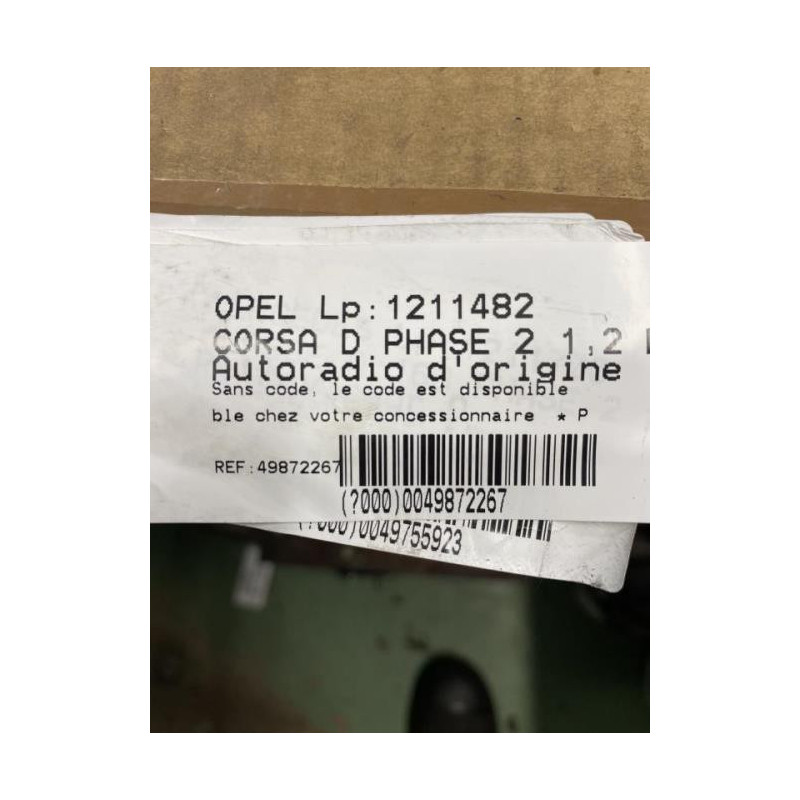 OPEL Lp:1211482
CORSA D PHASE 2 1,2
Autoradio d'origine
Sans code, le code est disponible
ble chez votre concessionnaire * P
REF:49872267
(?000)0049872267
(?000)0049755923